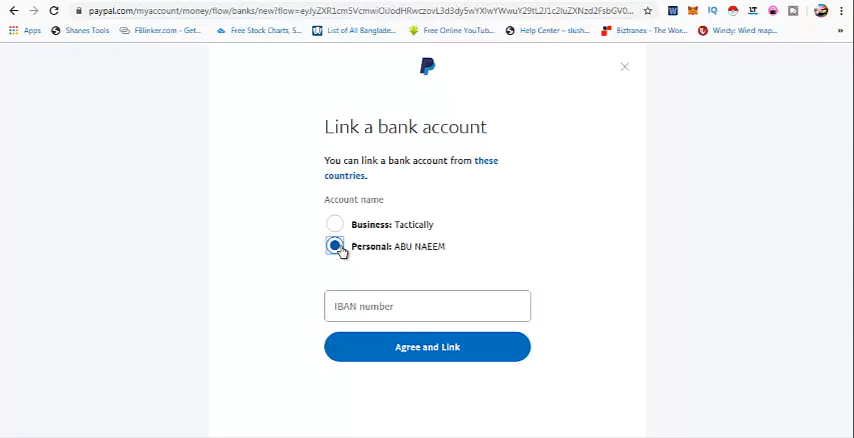 paypal.com/myaccount/money/flow/banks/new?flow=
Apps Shares Tools FBlinker.com - Get... Free Stock Charts, S... List of All Banglade... Free Online YouTub... Help Center – slush... Biztranex - The Wor... Windy: Wind map... »
Link a bank account
You can link a bank account from these
countries.
Account name
Business: Tactically
Personal: ABU NAEEM
IBAN number
Agree and Link